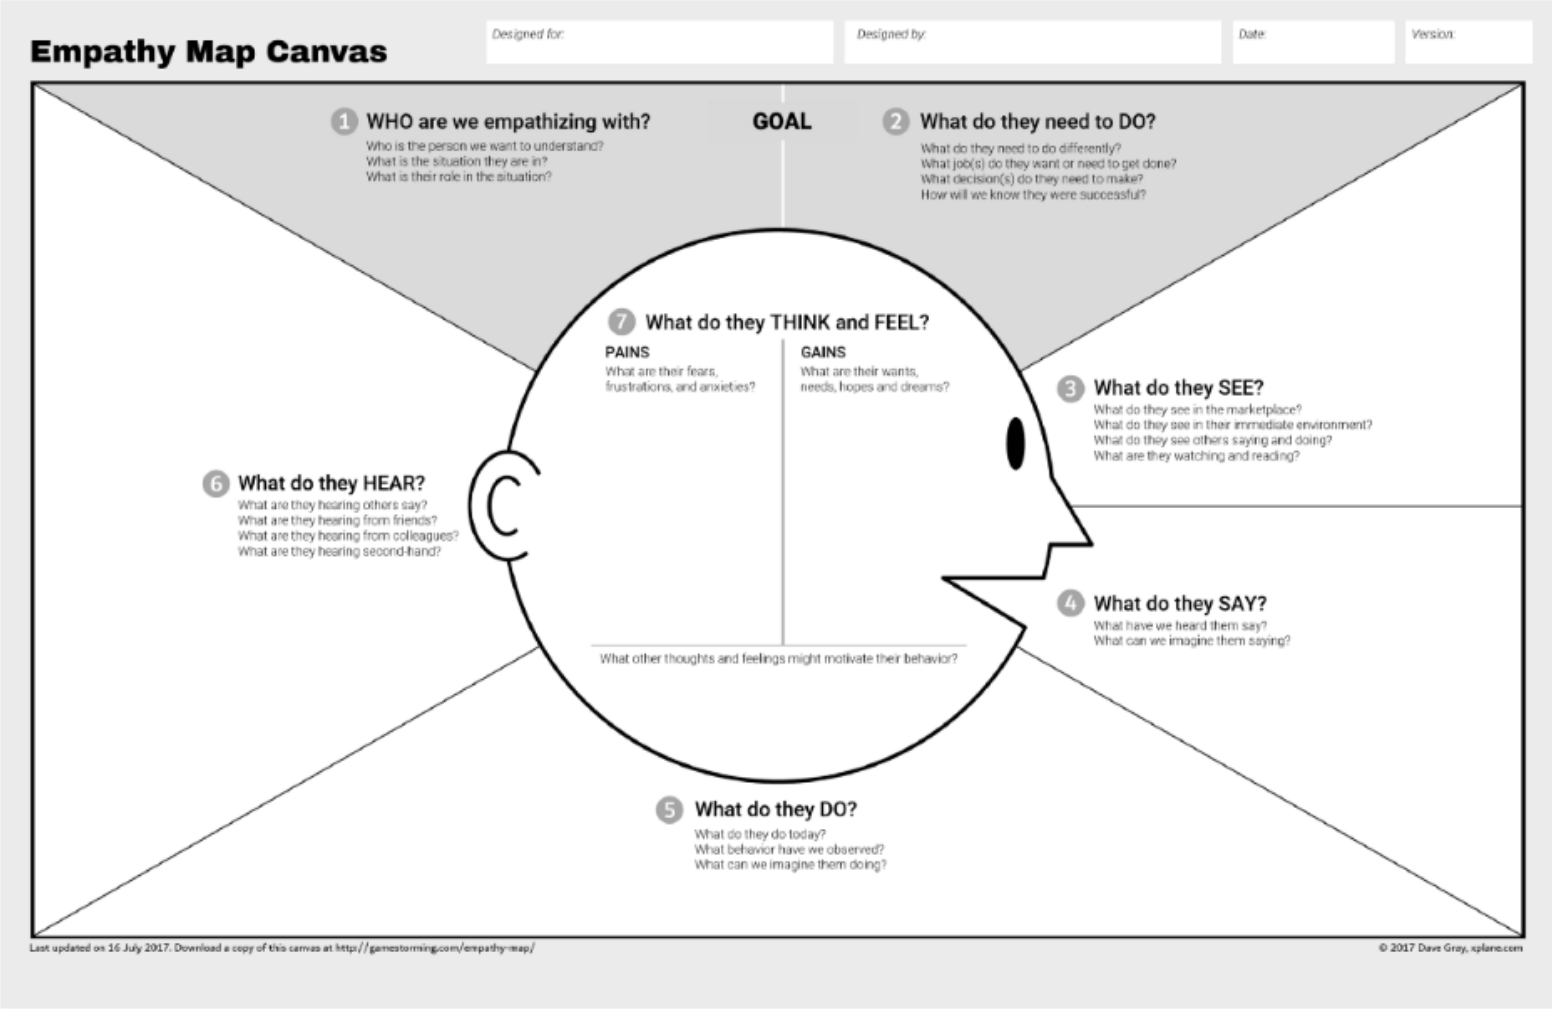 Empathy Map Canvas
Designed for:
Designed by:
Date:
Version:
1 WHO are we empathizing with?
Who is the person we want to understand?
What is the situation they are in?
What is their role in the situation?
GOAL
2 What do they need to DO?
What do they need to do differently?
What job(s) do they want or need to get done?
What decision(s) do they need to make?
How will we know they were successful?
3 What do they SEE?
What do they see in the marketplace?
What do they see in their immediate environment?
What do they see others saying and doing?
What are they watching and reading?
4 What do they SAY?
What have we heard them say?
What can we imagine them saying?
5 What do they DO?
What do they do today?
What behavior have we observed?
What can we imagine them doing?
6 What do they HEAR?
What are they hearing others say?
What are they hearing from friends?
What are they hearing from colleagues?
What are they hearing second-hand?
7 What do they THINK and FEEL?
PAINS
What are their fears,
frustrations, and anxieties?
GAINS
What are their wants,
needs, hopes and dreams?
What other thoughts and feelings might motivate their behavior?
Last updated on 16 July 2017. Download a copy of this canvas at http://gamestorming.com/empathy-map/
© 2017 Dave Gray, xplane.com